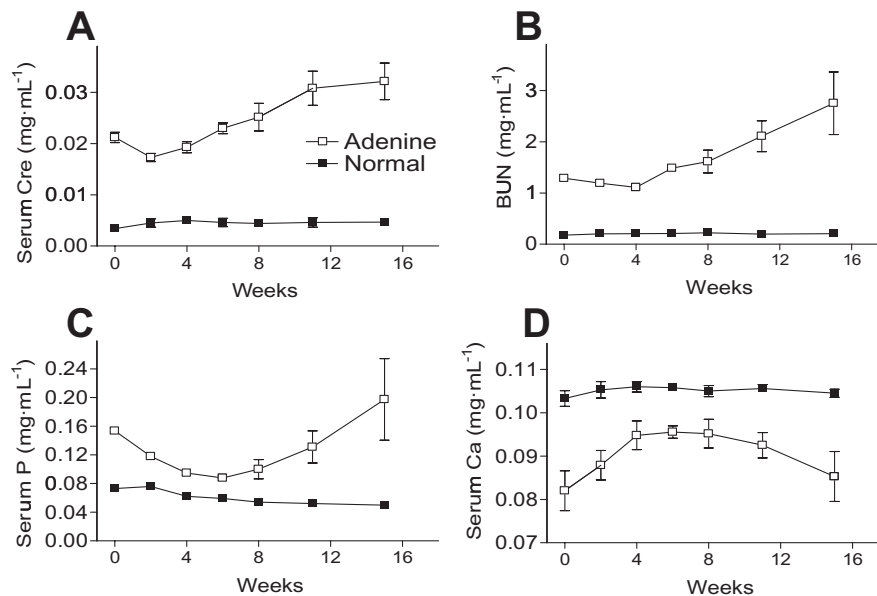 A
Serum Cre (mg·mL⁻¹)
0.03
0.02
0.01
0.00
0 4 8 12 16
Weeks
Adenine
Normal
B
BUN (mg·mL⁻¹)
3
2
1
0
0 4 8 12 16
Weeks
C
Serum P (mg·mL⁻¹)
0.24
0.20
0.16
0.12
0.08
0.04
0.00
0 4 8 12 16
Weeks
D
Serum Ca (mg·mL⁻¹)
0.11
0.10
0.09
0.08
0.07
0 4 8 12 16
Weeks